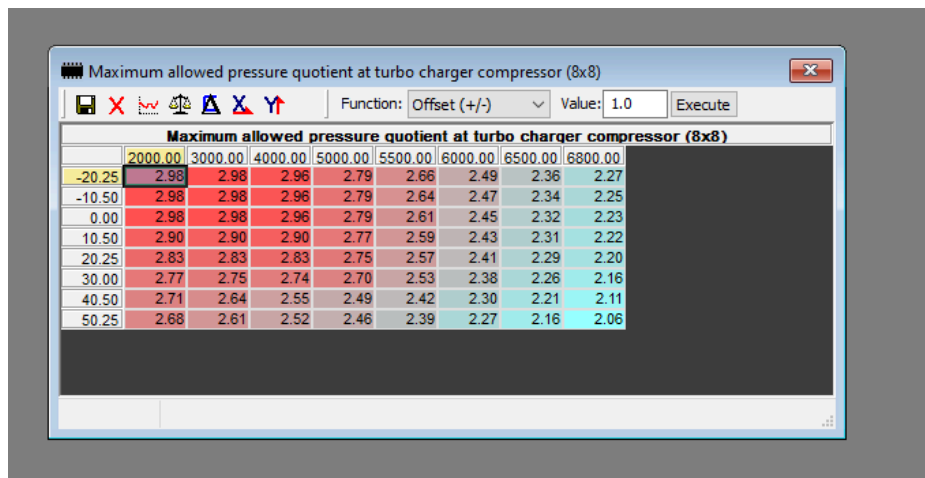 Maximum allowed pressure quotient at turbo charger compressor (8x8)
Function: Offset (+/-) Value: 1.0 Execute
Maximum allowed pressure quotient at turbo charger compressor (8x8)
2000.00 3000.00 4000.00 5000.00 5500.00 6000.00 6500.00 6800.00
-20.25 2.98 2.98 2.96 2.79 2.66 2.49 2.36 2.27
-10.50 2.98 2.98 2.96 2.79 2.64 2.47 2.34 2.25
0.00 2.98 2.98 2.96 2.79 2.61 2.45 2.32 2.23
10.50 2.90 2.90 2.90 2.77 2.59 2.43 2.31 2.22
20.25 2.83 2.83 2.83 2.75 2.57 2.41 2.29 2.20
30.00 2.77 2.75 2.74 2.70 2.53 2.38 2.26 2.16
40.50 2.71 2.64 2.55 2.49 2.42 2.30 2.21 2.11
50.25 2.68 2.61 2.52 2.46 2.39 2.27 2.16 2.06